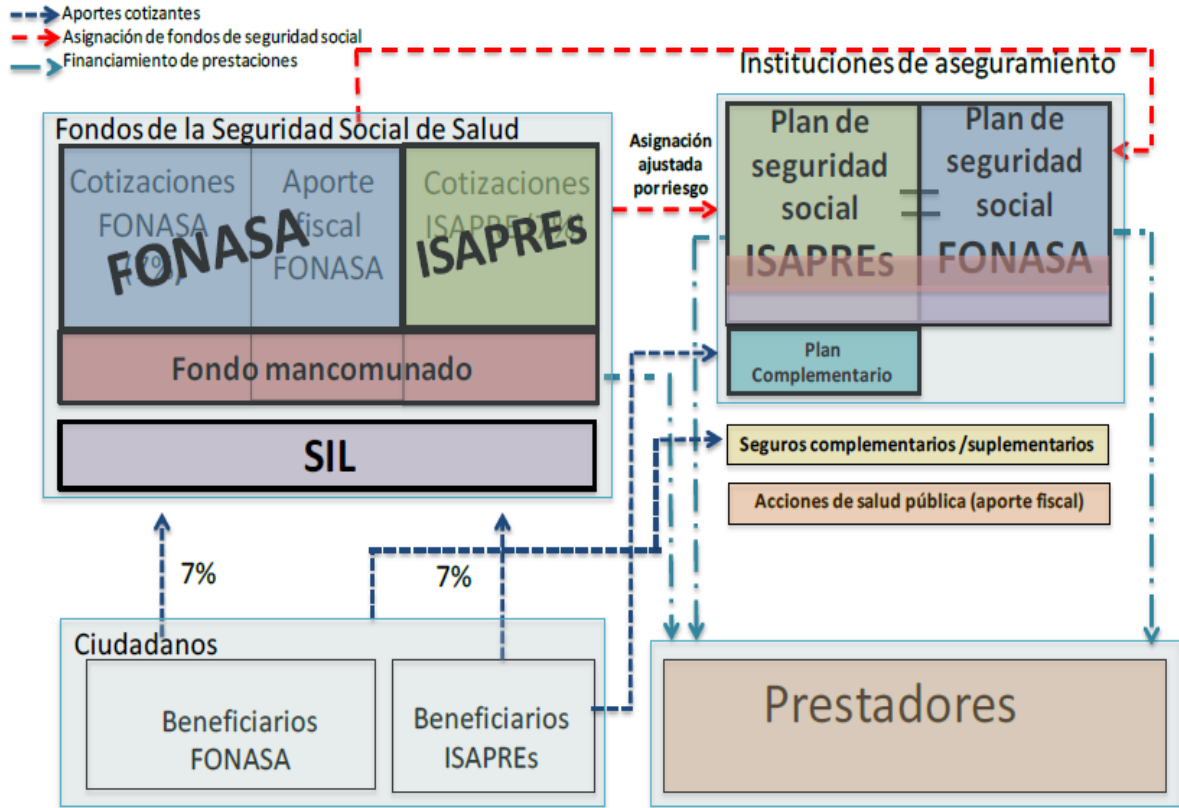 Aportes cotizantes
Asignación de fondos de seguridad social
Financiamiento de prestaciones
Instituciones de aseguramiento
Fondos de la Seguridad Social de Salud
Cotizaciones
FONASA
(7%)
FONASA
Aporte
fiscal
FONASA
Cotizaciones
ISAPRE (7%)
ISAPREs
Fondo mancomunado
SIL
Asignación
ajustada
por riesgo
Plan de
seguridad
social
ISAPREs
Plan de
seguridad
social
FONASA
Plan
Complementario
Seguros complementarios /suplementarios
Acciones de salud pública (aporte fiscal)
7%
7%
Ciudadanos
Beneficiarios
FONASA
Beneficiarios
ISAPREs
Prestadores